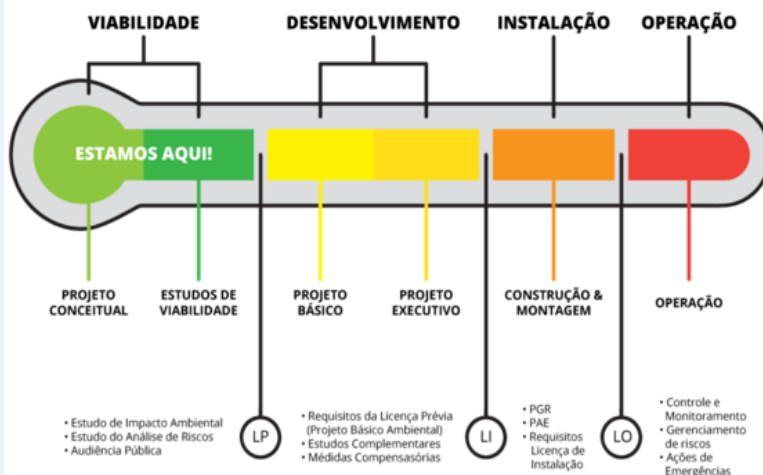 VIABILIDADE
DESENVOLVIMENTO
INSTALAÇÃO
OPERAÇÃO
ESTAMOS AQUI!
PROJETO
CONCEITUAL
ESTUDOS DE
VIABILIDADE
PROJETO
BÁSICO
PROJETO
EXECUTIVO
CONSTRUÇÃO &
MONTAGEM
OPERAÇÃO
• Estudo de Impacto Ambiental
• Estudo do Análise de Riscos
• Audiência Pública
LP
• Requisitos da Licença Prévia
(Projeto Básico Ambiental)
• Estudos Complementares
• Médidas Compensasórias
LI
• PGR
• PAE
• Requisitos
Licença de
Instalação
LO
• Controle e
Monitoramento
• Gerenciamento
de riscos
• Ações de
Emergências